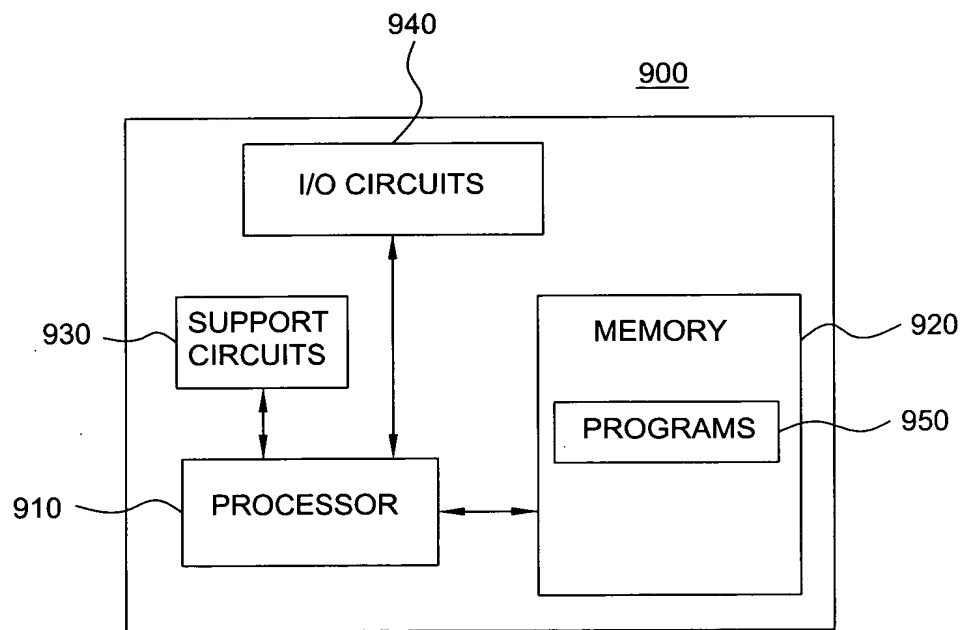 940
900
I/O CIRCUITS
930
SUPPORT
CIRCUITS
MEMORY
920
PROGRAMS
950
910
PROCESSOR